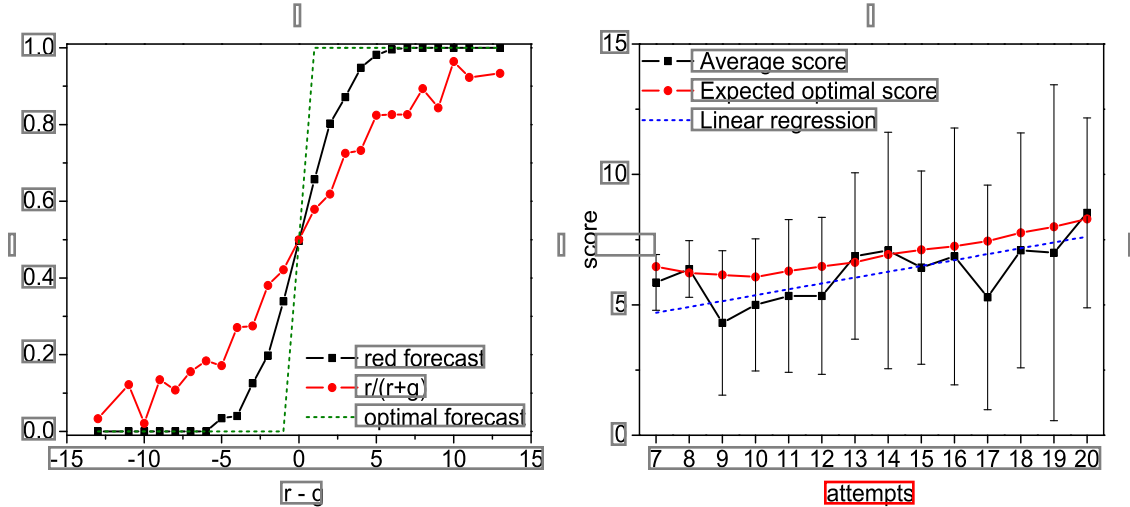 1.0
0.8
0.6
0.4
0.2
0.0
-15 -10 -5 0 5 10 15
r - g
red forecast
r/(r+g)
optimal forecast
15
10
5
0
score
Average score
Expected optimal score
Linear regression
7 8 9 10 11 12 13 14 15 16 17 18 19 20
attempts